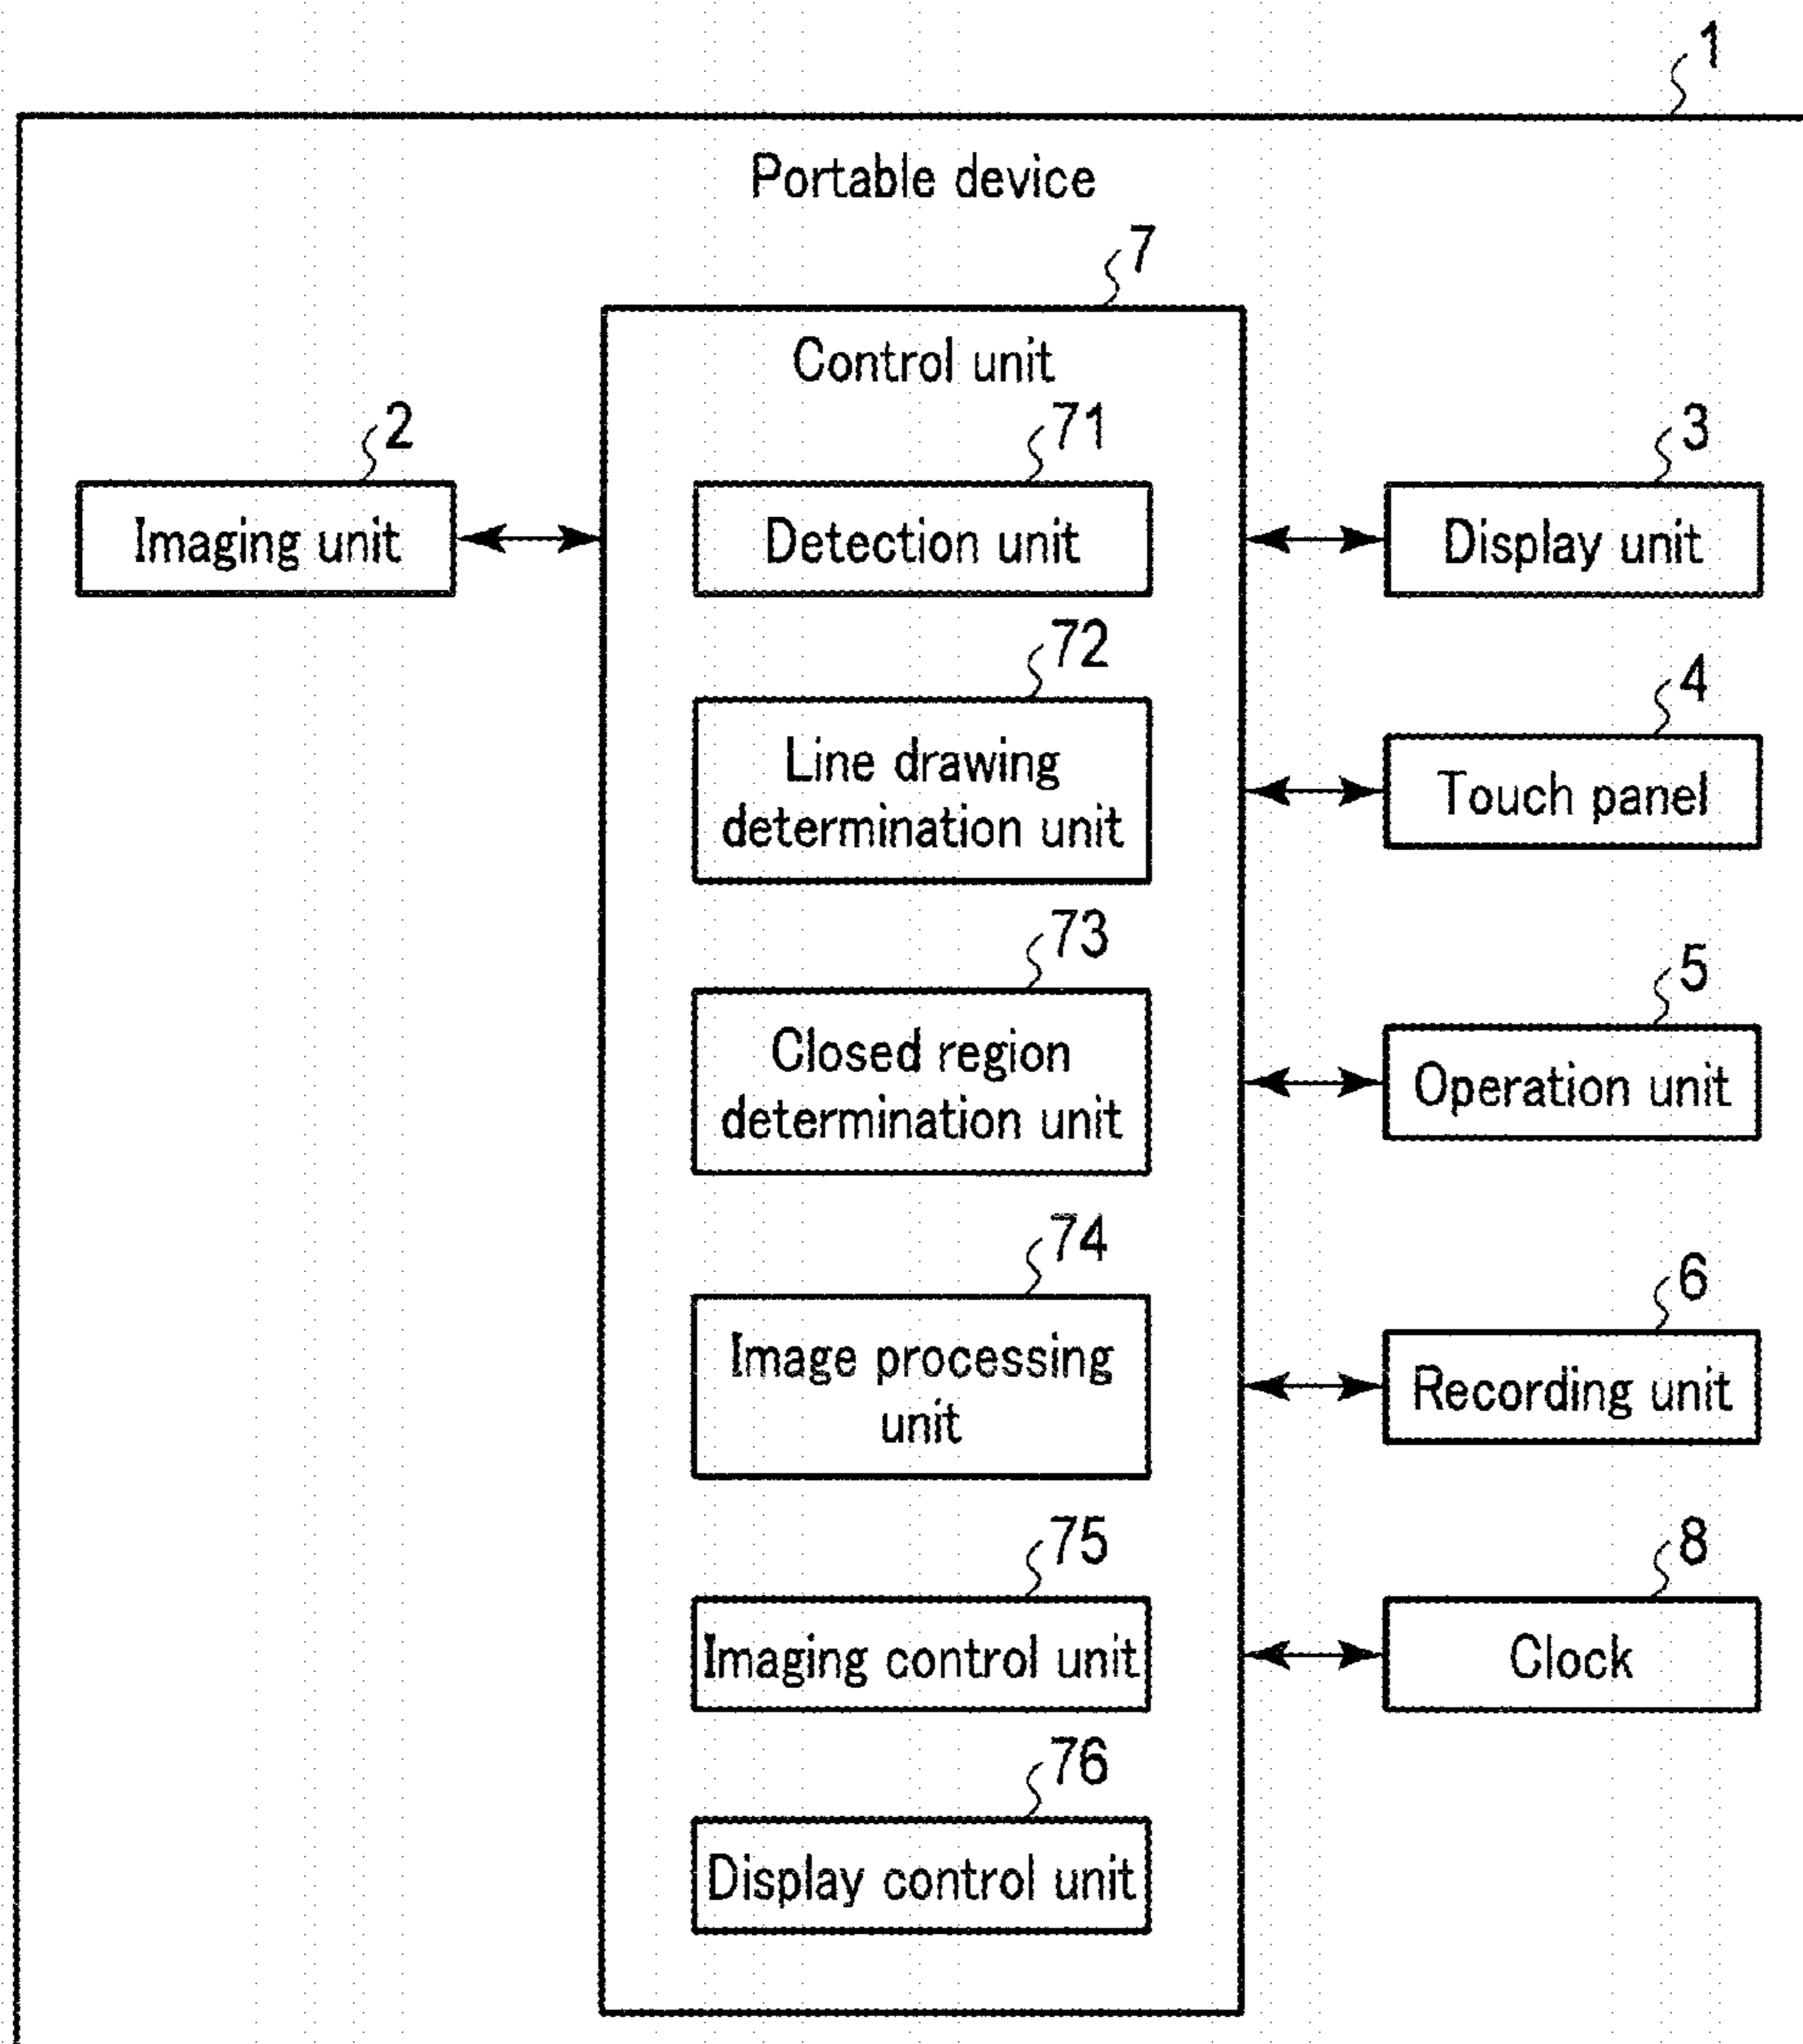 1
Portable device
7
Control unit
2
Imaging unit
71
Detection unit
72
Line drawing
determination unit
73
Closed region
determination unit
74
Image processing
unit
75
Imaging control unit
76
Display control unit
3
Display unit
4
Touch panel
5
Operation unit
6
Recording unit
8
Clock